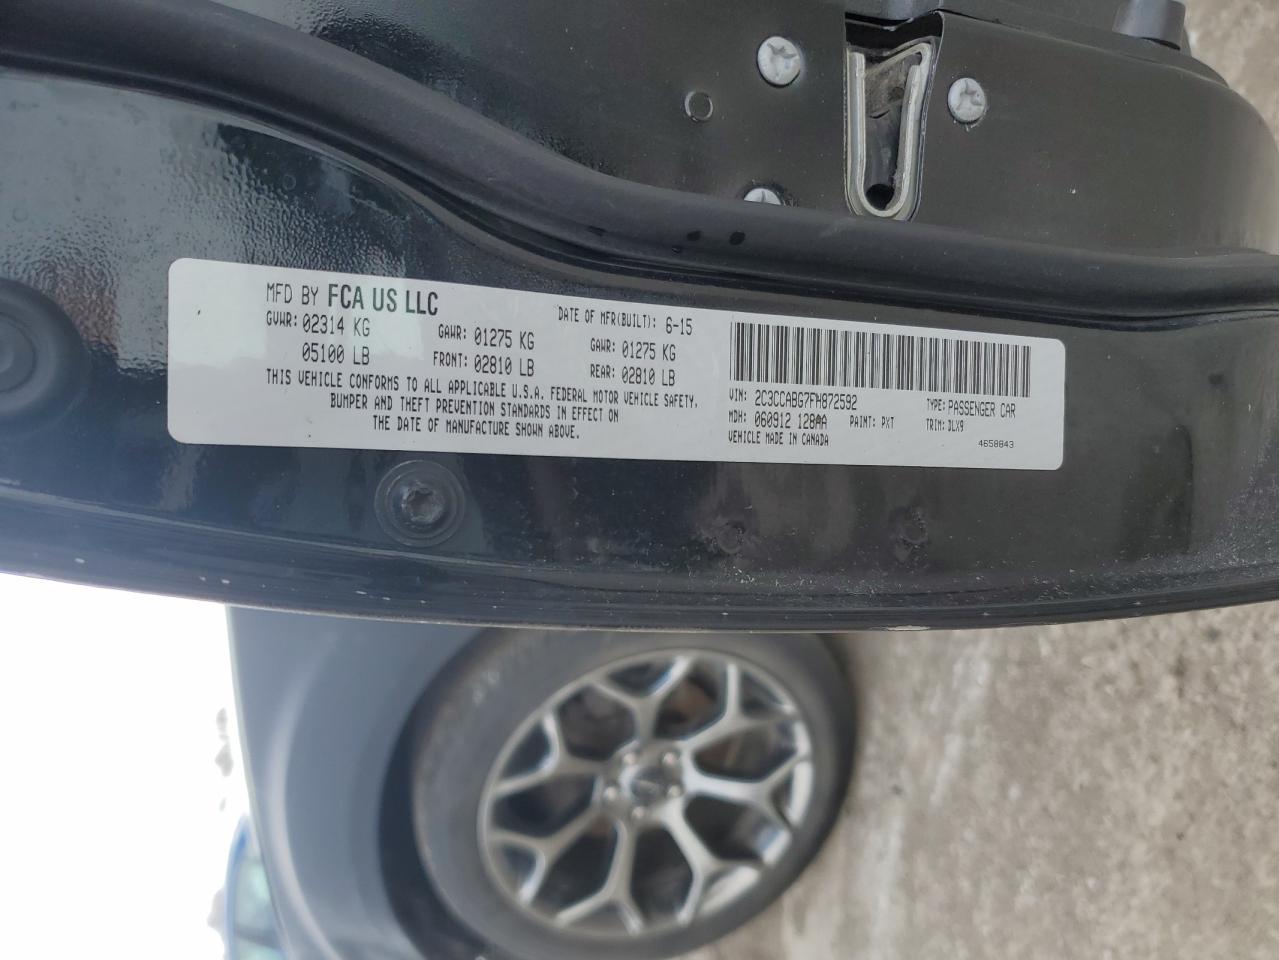 MFD BY FCA US LLC
DATE OF MFR(BUILT): 6-15
GVWR: 02314 KG
05100 LB
GAWR: 01275 KG
FRONT: 02810 LB
GAWR: 01275 KG
REAR: 02810 LB
THIS VEHICLE CONFORMS TO ALL APPLICABLE U.S.A. FEDERAL MOTOR VEHICLE SAFETY,
BUMPER AND THEFT PREVENTION STANDARDS IN EFFECT ON
THE DATE OF MANUFACTURE SHOWN ABOVE.
VIN: 2C3CCABG7FH872592 TYPE: PASSENGER CAR
MDH: 060912 128AA PAINT: PXT TRIM: DLX9
VEHICLE MADE IN CANADA 4658843